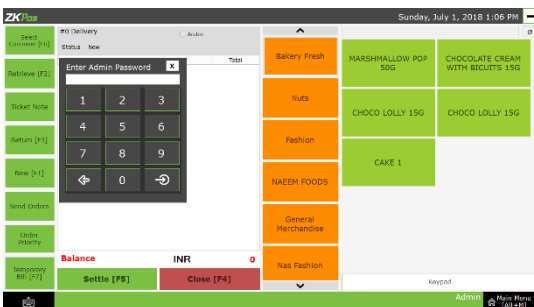 ZKPos
Sunday, July 1, 2018 1:06 PM
Select
Customer [F6]
Retrieve [F2]
Ticket Note
Return [F3]
New [F1]
Send Orders
Order
Priority
Temporary
Bill [F7]
#0 Delivery
Status New
Total
Enter Admin Password X
1 2 3
4 5 6
7 8 9
0
Balance INR 0
Settle [F5] Close [F4]
Bakery Fresh
Nuts
Fashion
NAEEM FOODS
General
Merchandise
Nas Fashion
MARSHMALLOW POP
50G
CHOCOLATE CREAM
WITH BICUITS 15G
CHOCO LOLLY 15G
CHOCO LOLLY 15G
CAKE 1
Keypad
Admin
Main Menu
[Alt+M]